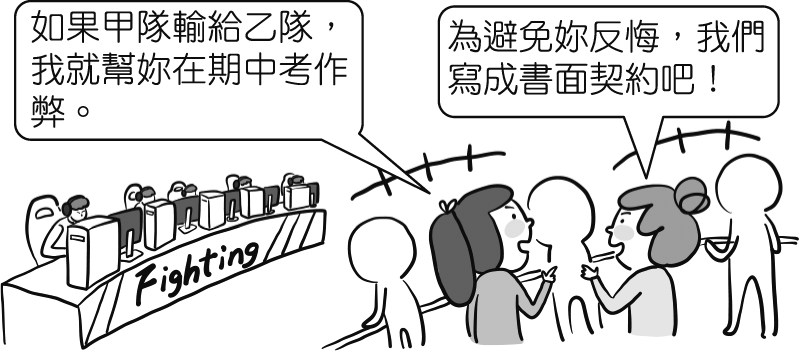 如果甲隊輸給乙隊，
我就幫妳在期中考作
弊。
為避免妳反悔，我們
寫成書面契約吧！
Fighting